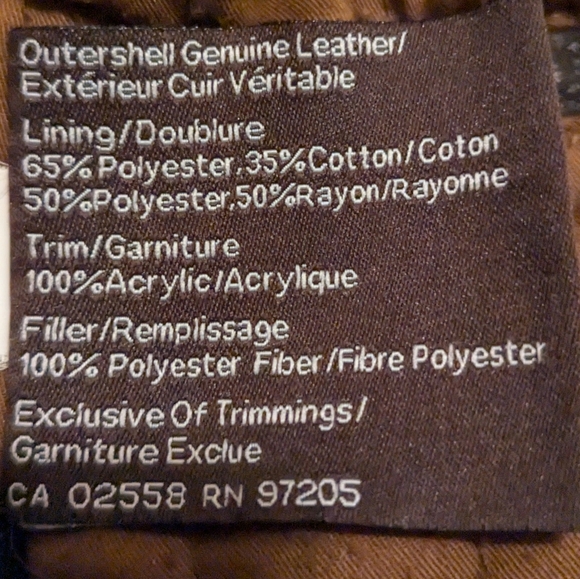 Outershell Genuine Leather/
Extérieur Cuir Véritable
Lining/Doublure
65% Polyester,35%Cotton/Coton
50%Polyester,50%Rayon/Rayonne
Trim/Garniture
100%Acrylic/Acrylique
Filler/Remplissage
100% Polyester Fiber/Fibre Polyester
Exclusive Of Trimmings/
Garniture Exclue
CA 02558 RN 97205